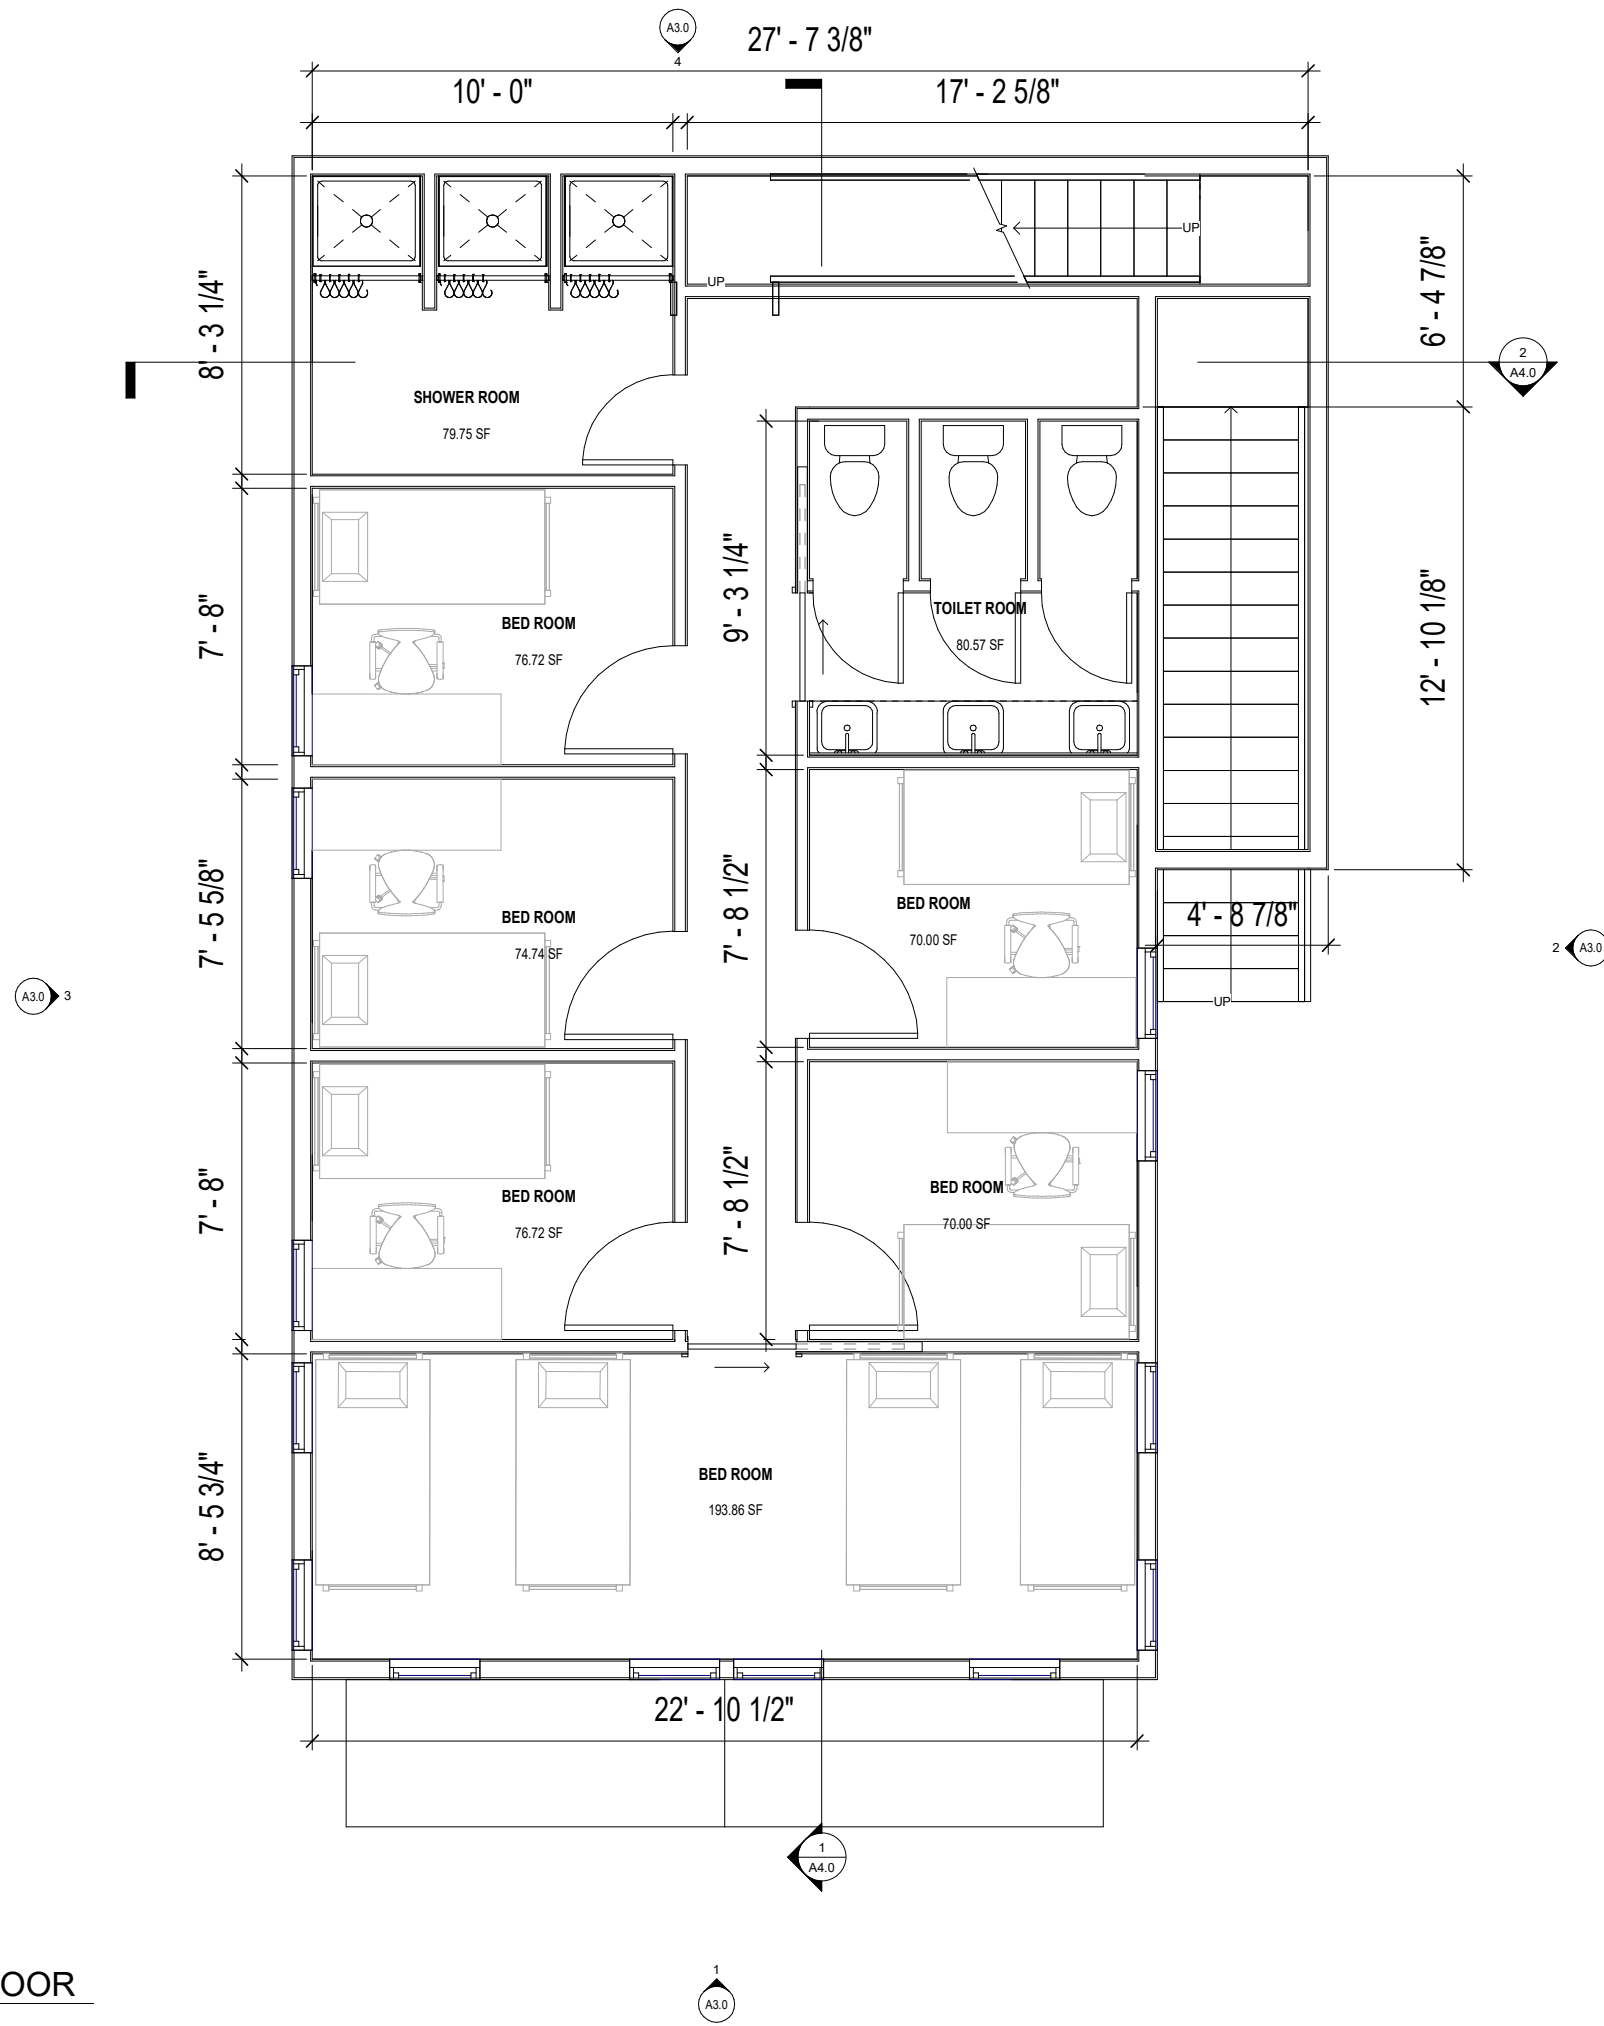 A3.0
4
27' - 7 3/8"
10' - 0"
17' - 2 5/8"
UP
UP
8' - 3 1/4"
6' - 4 7/8"
SHOWER ROOM
79.75 SF
2
A4.0
7' - 8"
BED ROOM
76.72 SF
9' - 3 1/4"
TOILET ROOM
80.57 SF
12' - 10 1/8"
7' - 5 5/8"
BED ROOM
74.74 SF
7' - 8 1/2"
BED ROOM
70.00 SF
4' - 8 7/8"
UP
2
A3.0
A3.0
3
7' - 8"
BED ROOM
76.72 SF
7' - 8 1/2"
BED ROOM
70.00 SF
8' - 5 3/4"
BED ROOM
193.86 SF
22' - 10 1/2"
1
A4.0
OOR
1
A3.0